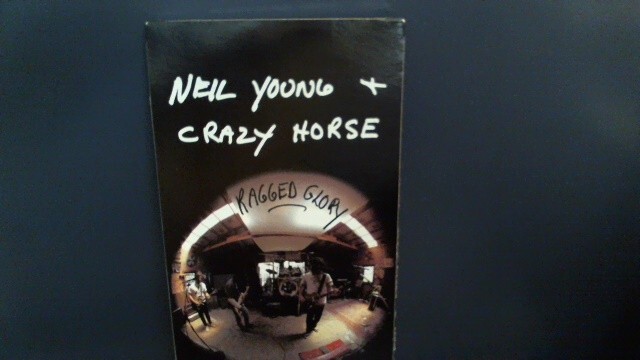 NEIL YOUNG +
CRAZY HORSE
RAGGED GLORY